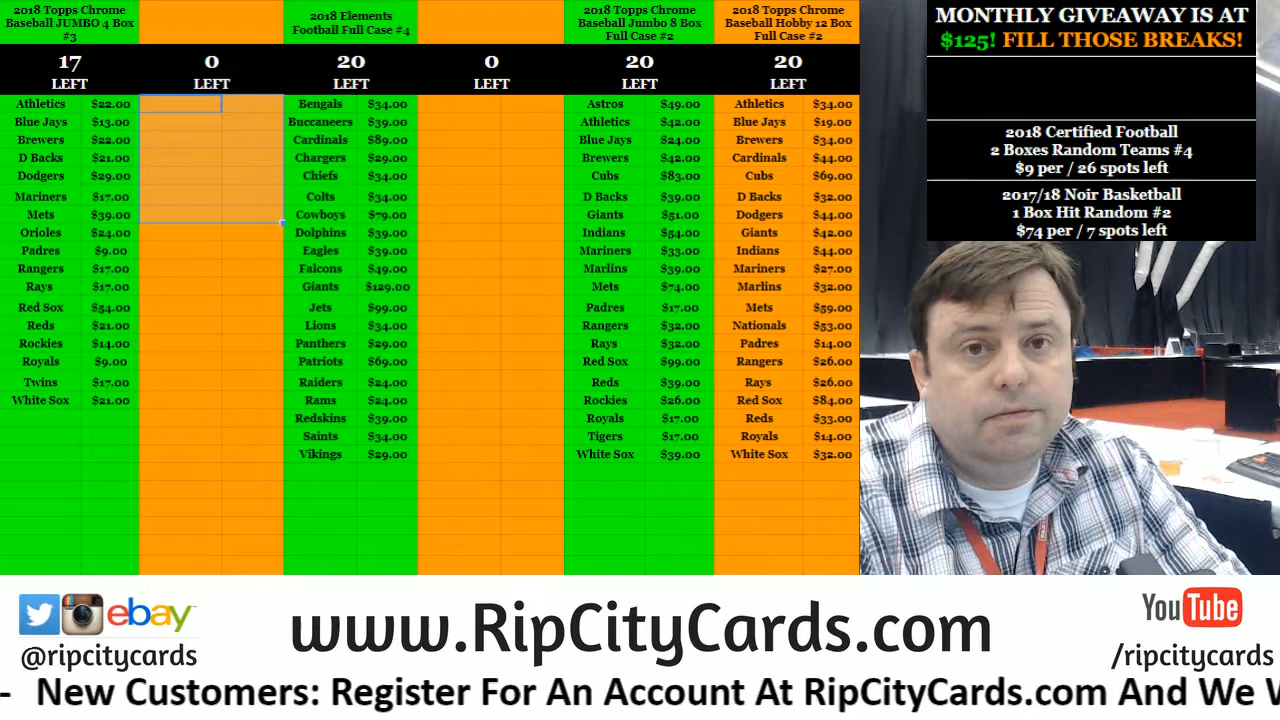 2018 Topps Chrome
Baseball JUMBO 4 Box
#3
17
LEFT
Athletics $22.00
Blue Jays $13.00
Brewers $22.00
D Backs $21.00
Dodgers $29.00
Mariners $17.00
Mets $39.00
Orioles $24.00
Padres $9.00
Rangers $17.00
Rays $17.00
Red Sox $54.00
Reds $21.00
Rockies $14.00
Royals $9.00
Twins $17.00
White Sox $21.00
0
LEFT
2018 Elements
Football Full Case #4
20
LEFT
Bengals $34.00
Buccaneers $39.00
Cardinals $89.00
Chargers $29.00
Chiefs $34.00
Colts $34.00
Cowboys $79.00
Dolphins $39.00
Eagles $39.00
Falcons $49.00
Giants $129.00
Jets $99.00
Lions $34.00
Panthers $29.00
Patriots $69.00
Raiders $24.00
Rams $24.00
Redskins $39.00
Saints $34.00
Vikings $29.00
0
LEFT
2018 Topps Chrome
Baseball Jumbo 8 Box
Full Case #2
20
LEFT
Astros $49.00
Athletics $42.00
Blue Jays $24.00
Brewers $42.00
Cubs $83.00
D Backs $39.00
Giants $51.00
Indians $54.00
Mariners $33.00
Marlins $39.00
Mets $74.00
Padres $17.00
Rangers $32.00
Rays $32.00
Red Sox $99.00
Reds $39.00
Rockies $26.00
Royals $17.00
Tigers $17.00
White Sox $39.00
2018 Topps Chrome
Baseball Hobby 12 Box
Full Case #2
20
LEFT
Athletics $34.00
Blue Jays $19.00
Brewers $34.00
Cardinals $44.00
Cubs $69.00
D Backs $32.00
Dodgers $44.00
Giants $42.00
Indians $44.00
Mariners $27.00
Marlins $32.00
Mets $59.00
Nationals $53.00
Padres $14.00
Rangers $26.00
Rays $26.00
Red Sox $84.00
Reds $33.00
Royals $14.00
White Sox $32.00
MONTHLY GIVEAWAY IS AT
$125! FILL THOSE BREAKS!
2018 Certified Football
2 Boxes Random Teams #4
$9 per / 26 spots left
2017/18 Noir Basketball
1 Box Hit Random #2
$74 per / 7 spots left
ebay
@ripcitycards
www.RipCityCards.com
YouTube
/ripcitycards
- New Customers: Register For An Account At RipCityCards.com And We W